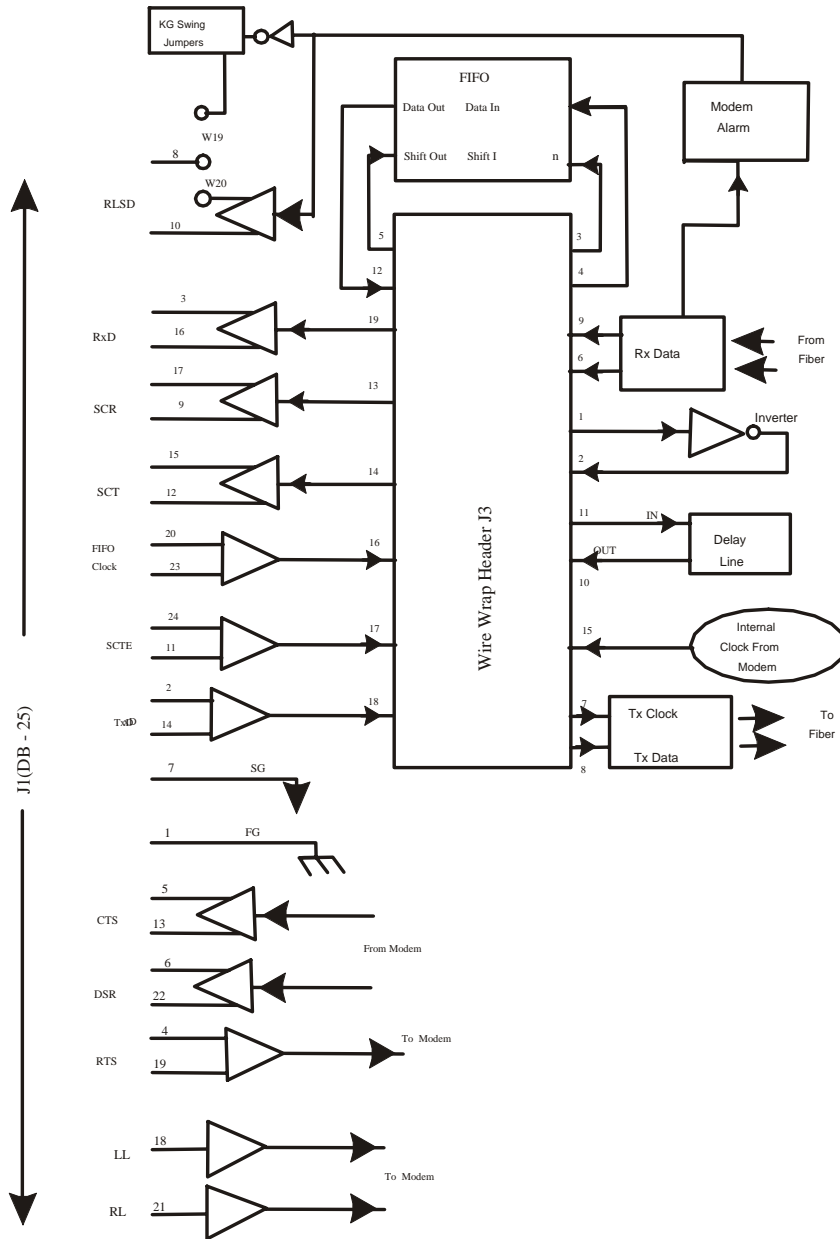 KG Swing
Jumpers
FIFO
Data Out Data In
Shift Out Shift I n
Modem
Alarm
W19
8
W20
RLSD
10
5
3
12
4
3
19
9
RxD
16
6
Rx Data
From
Fiber
17
13
SCR
9
1
Inverter
2
15
14
SCT
12
11
IN
Delay
Line
OUT
10
20
FIFO
Clock
23
16
Wire Wrap Header J3
24
SCTE
11
17
15
Internal
Clock From
Modem
2
TxD
14
18
7
Tx Clock
Tx Data
8
To
Fiber
J1(DB - 25)
7
SG
1
FG
5
CTS
13
From Modem
6
DSR
22
4
RTS
19
To Modem
18
LL
To Modem
21
RL